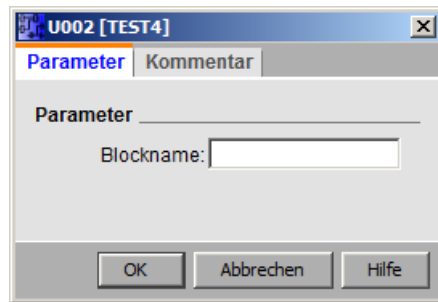 U002 [TEST4]
Parameter Kommentar
Parameter
Blockname:
OK Abbrechen Hilfe